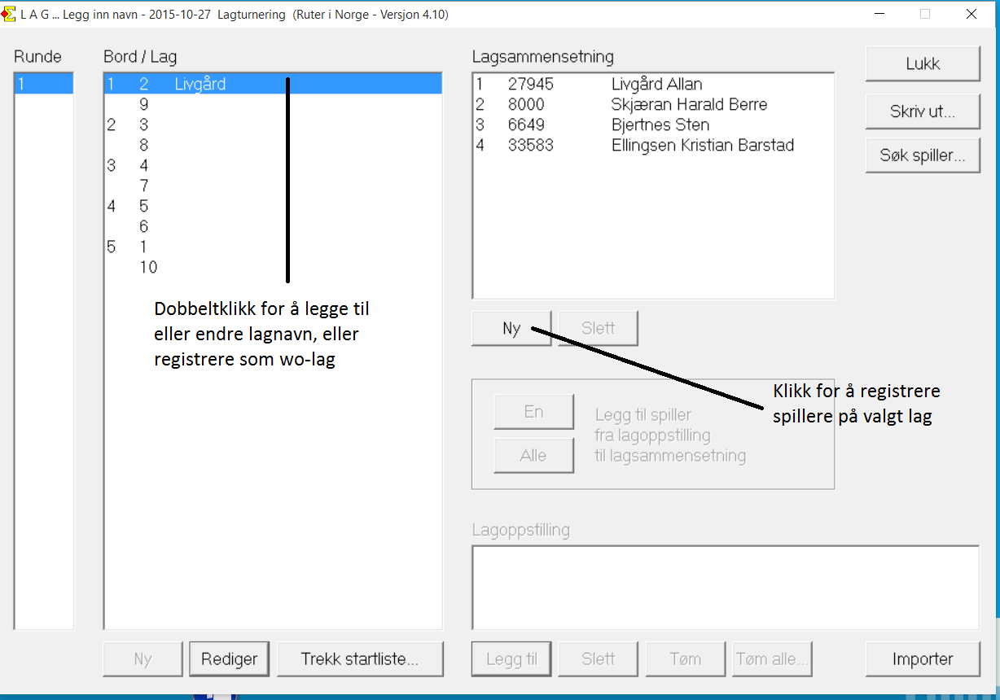 L A G ... Legg inn navn - 2015-10-27 Lagturnering (Ruter i Norge - Versjon 4.10)
Runde
1
Bord / Lag
1 2 Livgård
9
2 3
8
3 4
7
4 5
6
5 1
10
Dobbeltklikk for å legge til
eller endre lagnavn, eller
registrere som wo-lag
Ny Rediger Trekk startliste...
Lagsammensetning
1 27945 Livgård Allan
2 8000 Skjæran Harald Berre
3 6649 Bjertnes Sten
4 33583 Ellingsen Kristian Barstad
Ny Slett
Klikk for å registrere
spillere på valgt lag
En
Alle
Legg til spiller
fra lagoppstilling
til lagsammensetning
Lagoppstilling
Legg til Slett Tøm Tøm alle...
Lukk
Skriv ut...
Søk spiller...
Importer